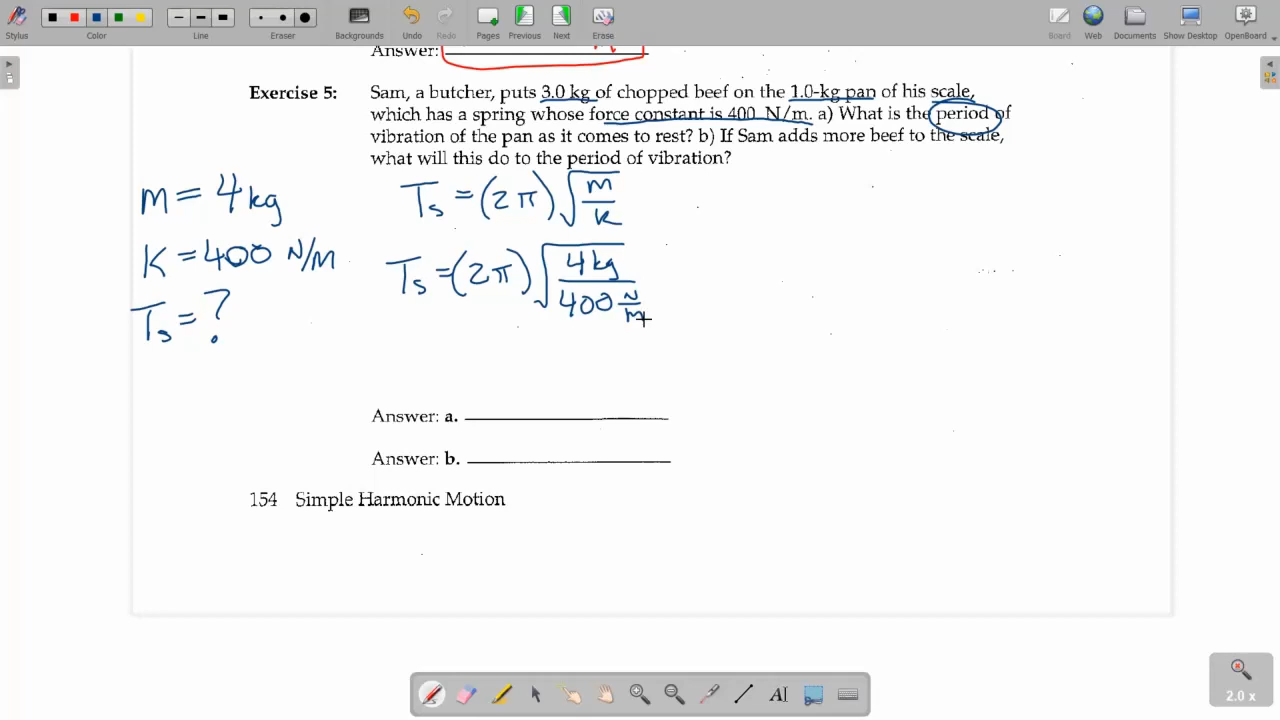 Stylus
Color
Line
Eraser
Backgrounds
Undo
Redo
Pages
Previous
Next
Erase
Board
Web
Documents
Show Desktop
OpenBoard
Answer:
Exercise 5: Sam, a butcher, puts 3.0 kg of chopped beef on the 1.0-kg pan of his scale,
which has a spring whose force constant is 400 N/m. a) What is the period of
vibration of the pan as it comes to rest? b) If Sam adds more beef to the scale,
what will this do to the period of vibration?
m = 4 kg
K = 400 N/M
Ts = ?
Ts = (2π) √(m/k)
Ts = (2π) √(4kg/400 N/m)
Answer: a.
Answer: b.
154 Simple Harmonic Motion
AI
2.0 x